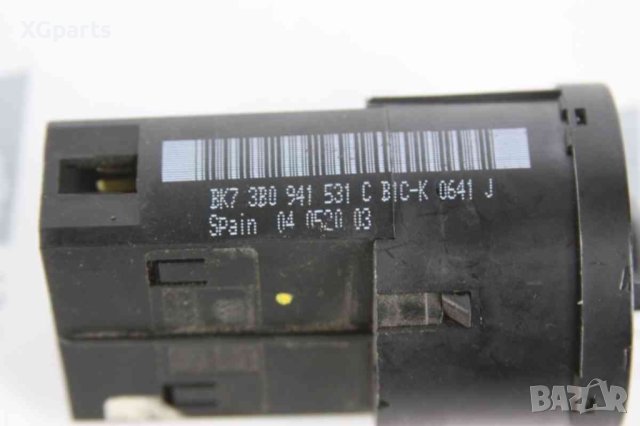 XGparts
BK7 3B0 941 531 C B1C-K 0641 J
SPain 04 0520 03
BAZAR